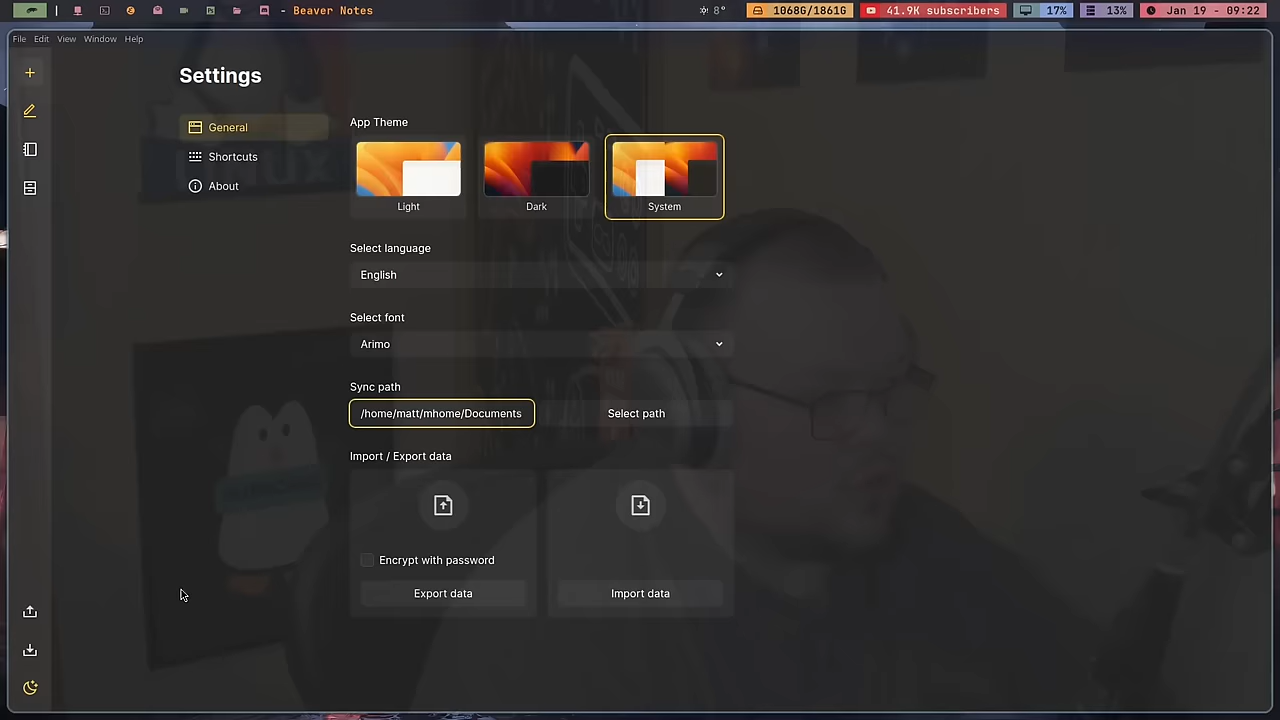 - Beaver Notes
8°
1068G/1861G
41.9K subscribers
17%
13%
Jan 19 - 09:22
File Edit View Window Help
Settings
General
Shortcuts
About
App Theme
Light
Dark
System
Select language
English
Select font
Arimo
Sync path
/home/matt/mhome/Documents
Select path
Import / Export data
Encrypt with password
Export data
Import data